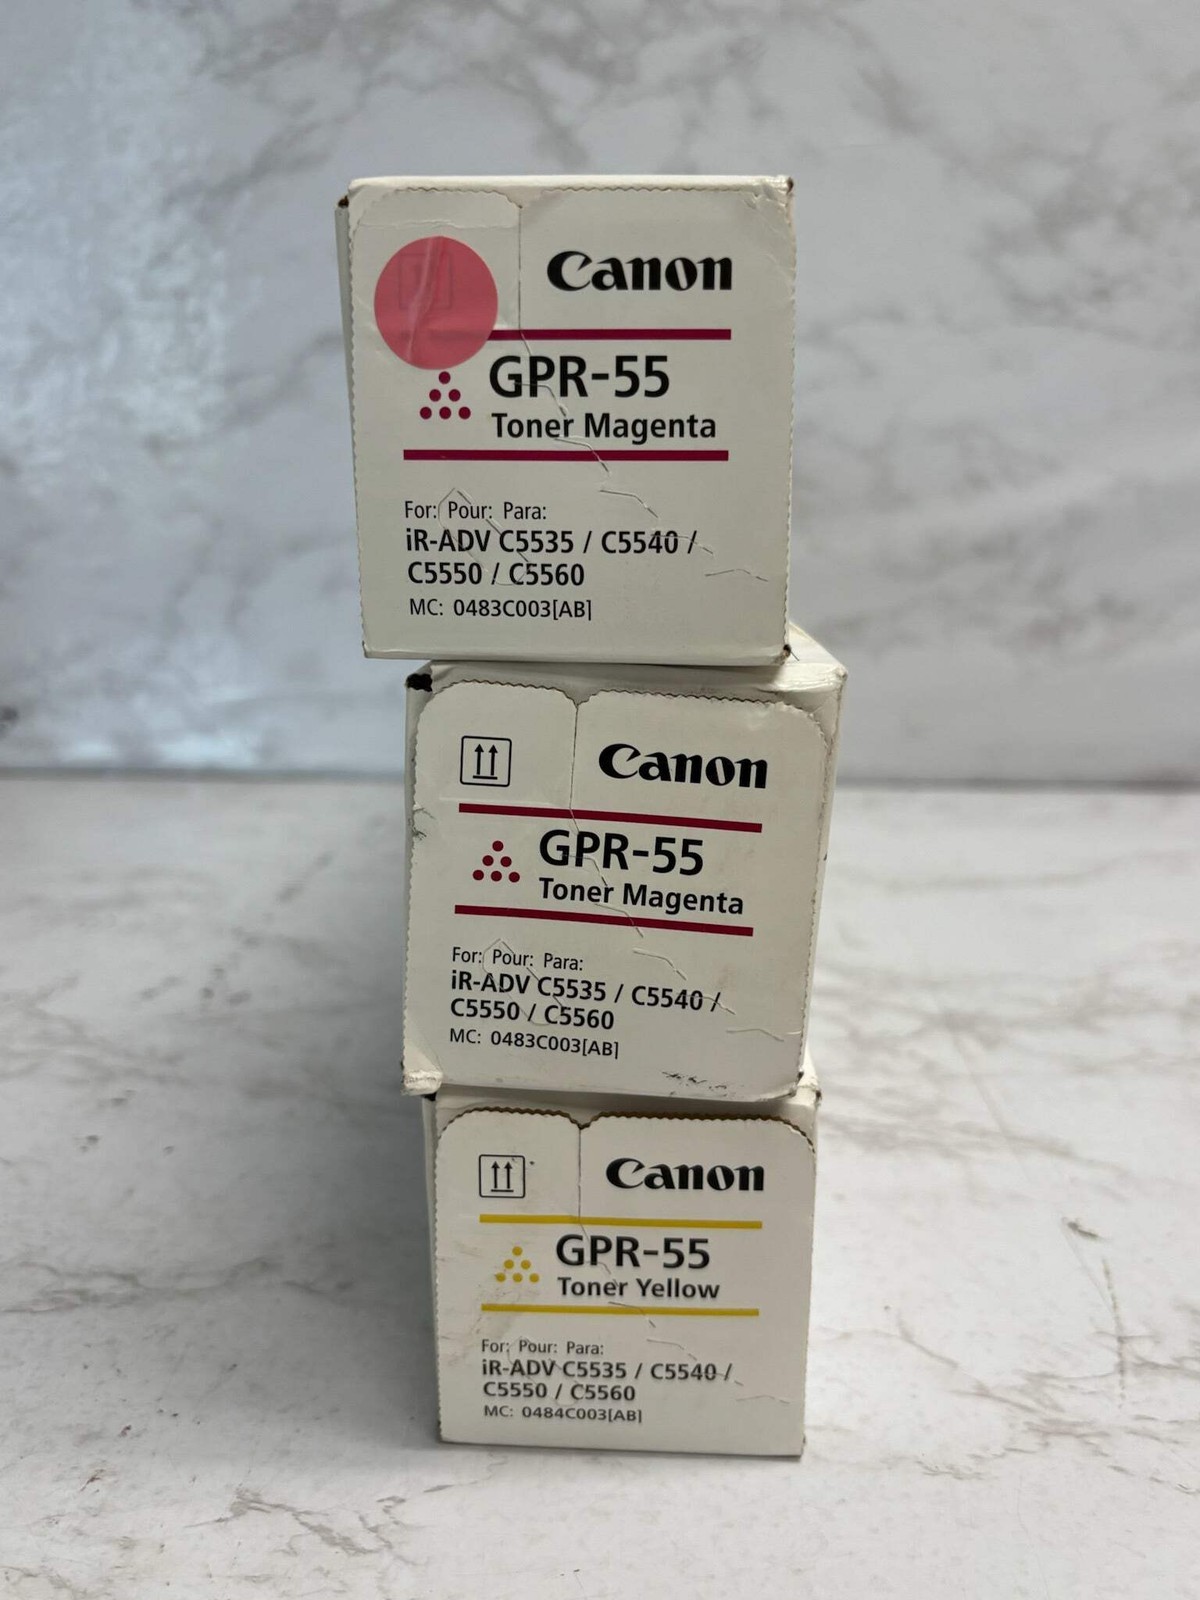 Canon
GPR-55
Toner Magenta
For: Pour: Para:
iR-ADV C5535 / C5540 /
C5550 / C5560
MC: 0483C003[AB]
Canon
GPR-55
Toner Magenta
For: Pour: Para:
iR-ADV C5535 / C5540 /
C5550 / C5560
MC: 0483C003[AB]
Canon
GPR-55
Toner Yellow
For: Pour: Para:
iR-ADV C5535 / C5540 /
C5550 / C5560
MC: 0484C003[AB]